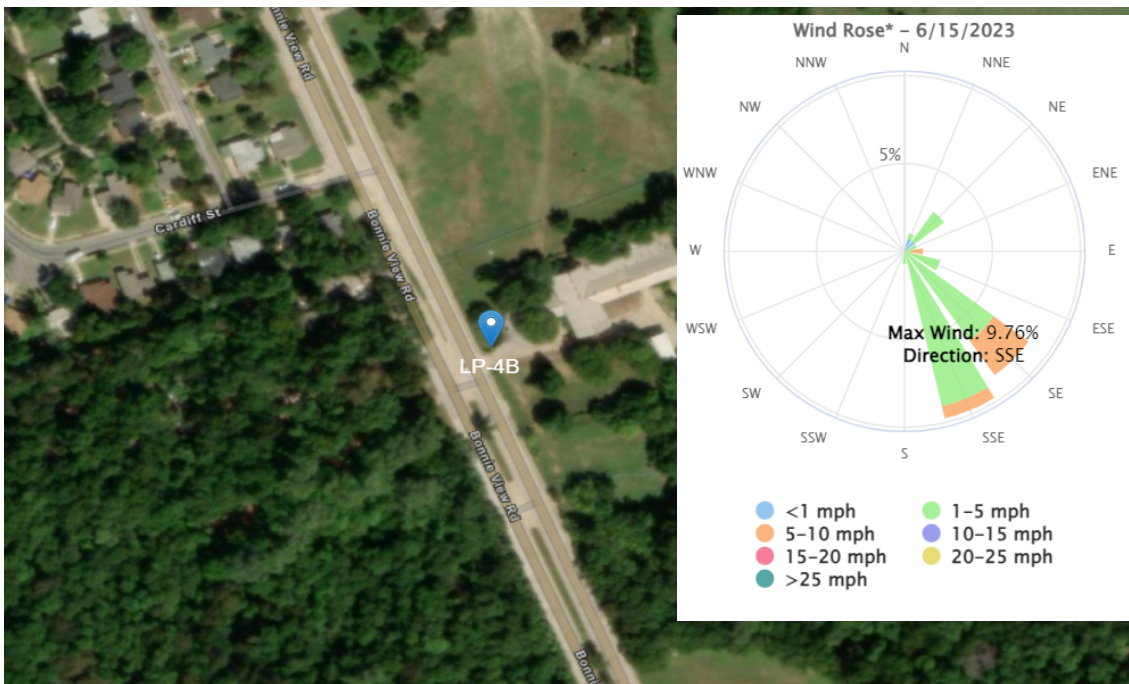 nnie View Rd
Cardiff St
Bonnie View Rd
LP-4B
Bonnie View Rd
Bonni
Wind Rose* – 6/15/2023
N
NNW
NNE
NW
NE
5%
WNW
ENE
W
E
WSW
ESE
Max Wind: 9.76%
Direction: SSE
SW
SE
SSW
SSE
S
<1 mph
1–5 mph
5–10 mph
10–15 mph
15–20 mph
20–25 mph
>25 mph